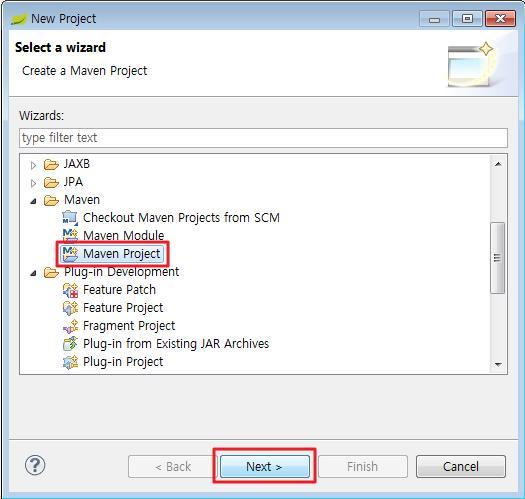 New Project
Select a wizard
Create a Maven Project
Wizards:
type filter text
JAXB
JPA
Maven
Checkout Maven Projects from SCM
Maven Module
Maven Project
Plug-in Development
Feature Patch
Feature Project
Fragment Project
Plug-in from Existing JAR Archives
Plug-in Project
? < Back Next > Finish Cancel